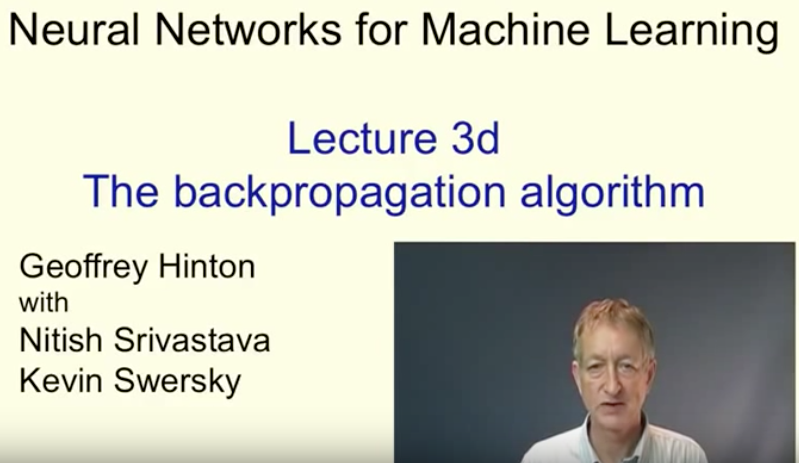 Neural Networks for Machine Learning
Lecture 3d
The backpropagation algorithm
Geoffrey Hinton
with
Nitish Srivastava
Kevin Swersky